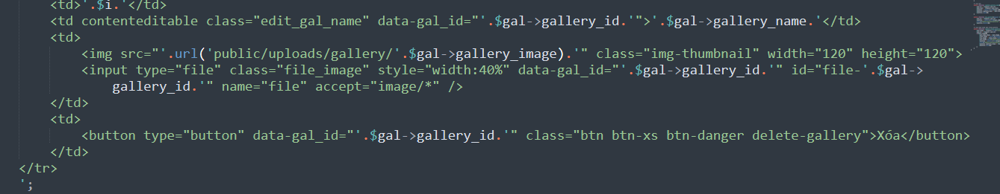 <td>'.$i.'</td>
<td contenteditable class="edit_gal_name" data-gal_id="'.$gal->gallery_id.'">'.$gal->gallery_name.'</td>
<td>
<img src="'.url('public/uploads/gallery/'.$gal->gallery_image).'" class="img-thumbnail" width="120" height="120">
<input type="file" class="file_image" style="width:40%" data-gal_id="'.$gal->gallery_id.'" id="file-'.$gal->
gallery_id.'" name="file" accept="image/*" />
</td>
<td>
<button type="button" data-gal_id="'.$gal->gallery_id.'" class="btn btn-xs btn-danger delete-gallery">Xóa</button>
</td>
</tr>
';